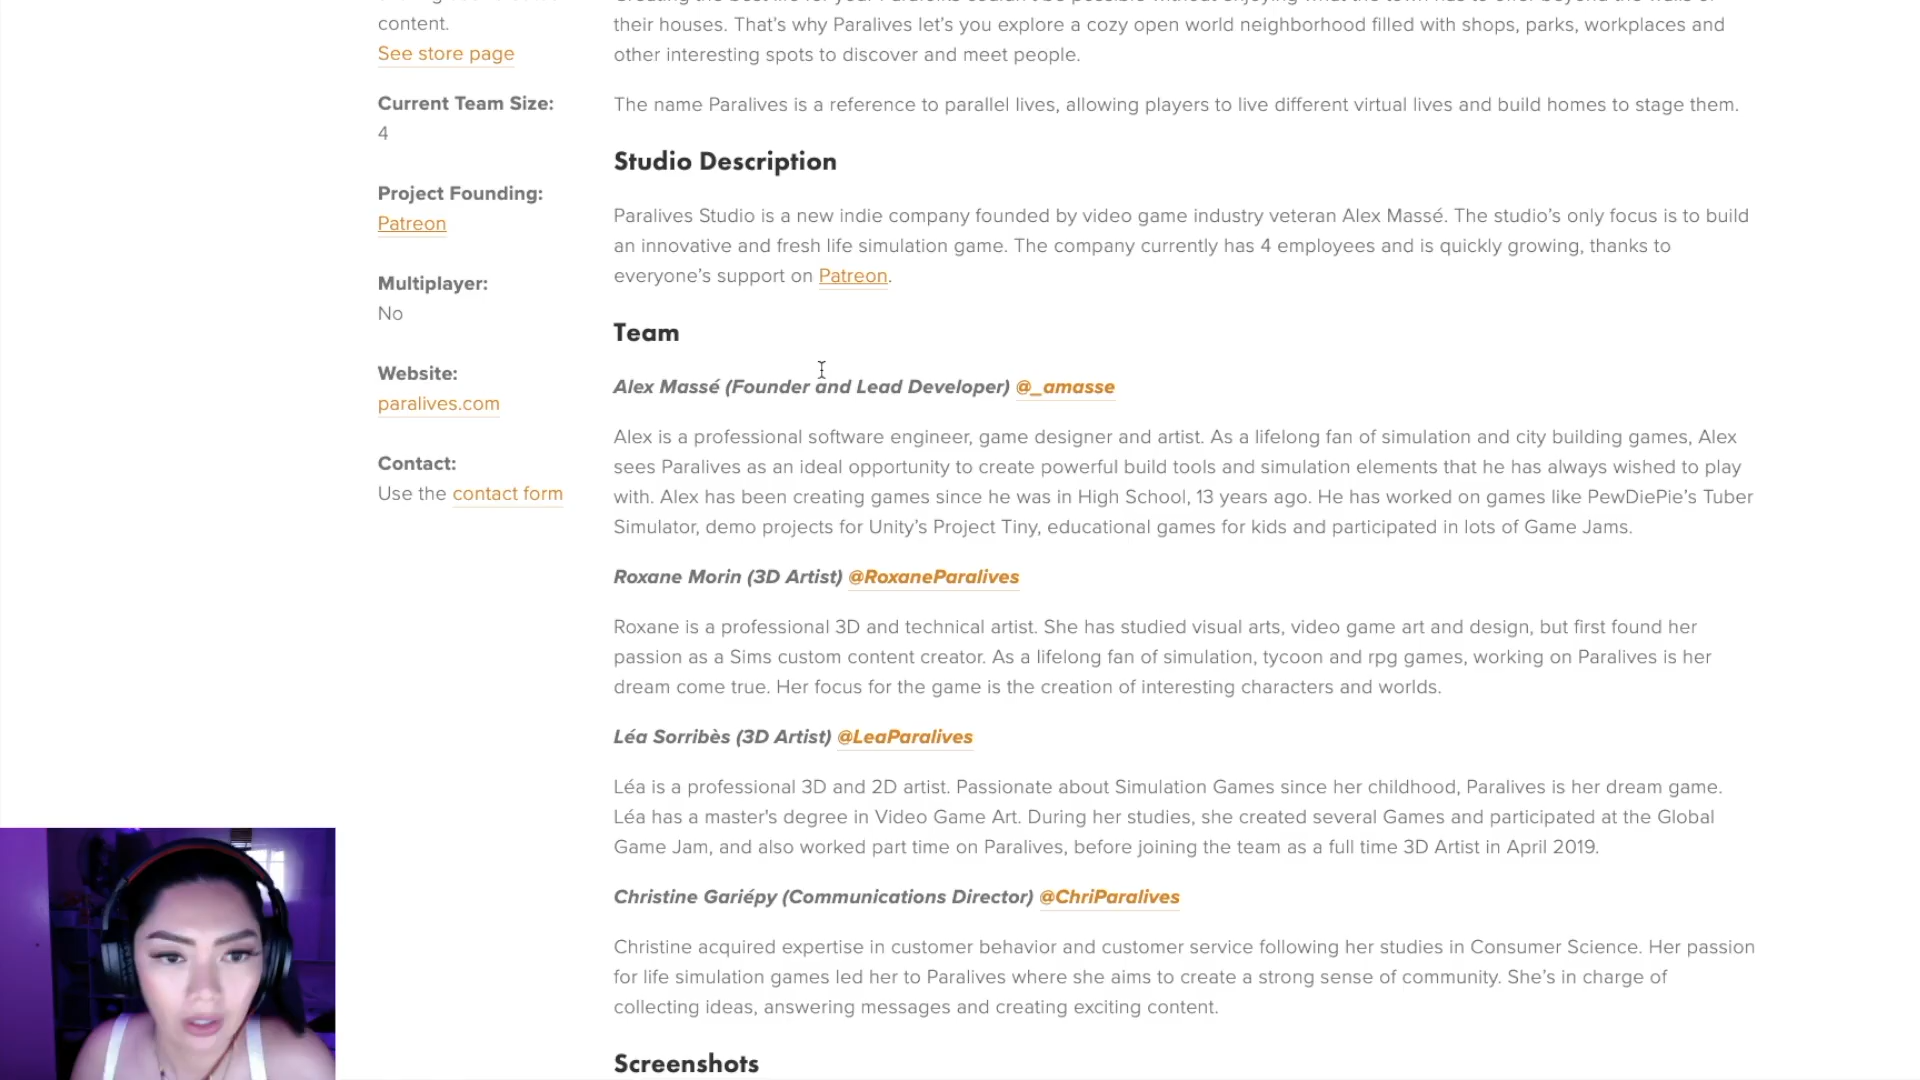 content.
See store page
Current Team Size:
4
Project Founding:
Patreon
Multiplayer:
No
Website:
paralives.com
Contact:
Use the contact form
their houses. That’s why Paralives let’s you explore a cozy open world neighborhood filled with shops, parks, workplaces and
other interesting spots to discover and meet people.
The name Paralives is a reference to parallel lives, allowing players to live different virtual lives and build homes to stage them.
Studio Description
Paralives Studio is a new indie company founded by video game industry veteran Alex Massé. The studio’s only focus is to build
an innovative and fresh life simulation game. The company currently has 4 employees and is quickly growing, thanks to
everyone’s support on Patreon.
Team
Alex Massé (Founder and Lead Developer) @_amasse
Alex is a professional software engineer, game designer and artist. As a lifelong fan of simulation and city building games, Alex
sees Paralives as an ideal opportunity to create powerful build tools and simulation elements that he has always wished to play
with. Alex has been creating games since he was in High School, 13 years ago. He has worked on games like PewDiePie’s Tuber
Simulator, demo projects for Unity’s Project Tiny, educational games for kids and participated in lots of Game Jams.
Roxane Morin (3D Artist) @RoxaneParalives
Roxane is a professional 3D and technical artist. She has studied visual arts, video game art and design, but first found her
passion as a Sims custom content creator. As a lifelong fan of simulation, tycoon and rpg games, working on Paralives is her
dream come true. Her focus for the game is the creation of interesting characters and worlds.
Léa Sorribès (3D Artist) @LeaParalives
Léa is a professional 3D and 2D artist. Passionate about Simulation Games since her childhood, Paralives is her dream game.
Léa has a master's degree in Video Game Art. During her studies, she created several Games and participated at the Global
Game Jam, and also worked part time on Paralives, before joining the team as a full time 3D Artist in April 2019.
Christine Gariépy (Communications Director) @ChriParalives
Christine acquired expertise in customer behavior and customer service following her studies in Consumer Science. Her passion
for life simulation games led her to Paralives where she aims to create a strong sense of community. She’s in charge of
collecting ideas, answering messages and creating exciting content.
Screenshots